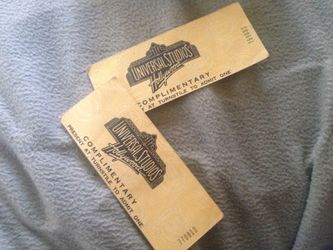 UNIVERSAL STUDIOS
Hollywood
COMPLIMENTARY
PRESENT AT TURNSTILE TO ADMIT ONE
UNIVERSAL STUDIOS
Hollywood
COMPLIMENTARY
PRESENT AT TURNSTILE TO ADMIT ONE